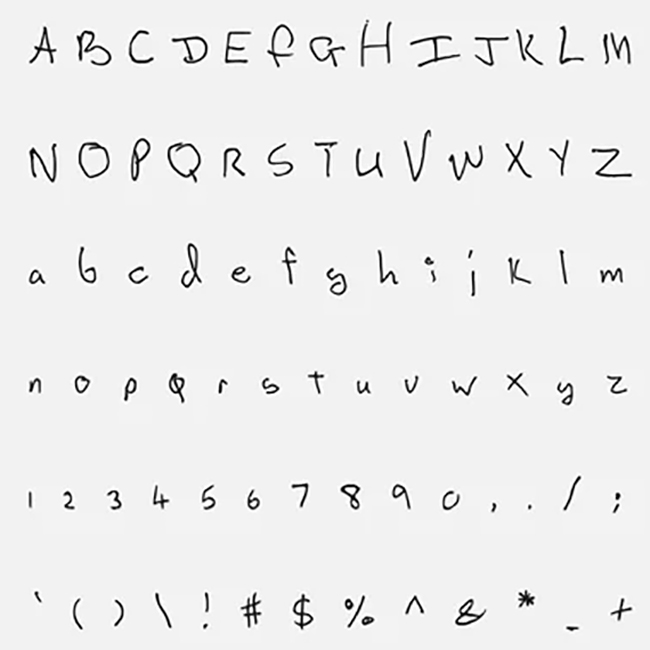 A B C D E f G H I J K L M
N O P Q R S T U V W X Y Z
a b c d e f g h i j k l m
n o p Q r s t u v w x y z
1 2 3 4 5 6 7 8 9 0 , . / ;
` ( ) \ ! # $ % ^ & * _ +